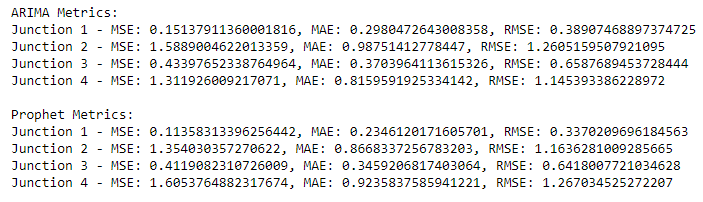 ARIMA Metrics:
Junction 1 - MSE: 0.15137911360001816, MAE: 0.2980472643008358, RMSE: 0.38907468897374725
Junction 2 - MSE: 1.5889004622013359, MAE: 0.98751412778447, RMSE: 1.2605159507921095
Junction 3 - MSE: 0.43397652338764964, MAE: 0.3703964113615326, RMSE: 0.6587689453728444
Junction 4 - MSE: 1.311926009217071, MAE: 0.8159591925334142, RMSE: 1.145393386228972
Prophet Metrics:
Junction 1 - MSE: 0.11358313396256442, MAE: 0.2346120171605701, RMSE: 0.3370209696184563
Junction 2 - MSE: 1.354030357270622, MAE: 0.8668337256783203, RMSE: 1.1636281009285665
Junction 3 - MSE: 0.4119082310726009, MAE: 0.3459206817403064, RMSE: 0.6418007721034628
Junction 4 - MSE: 1.6053764882317674, MAE: 0.9235837585941221, RMSE: 1.267034525272207